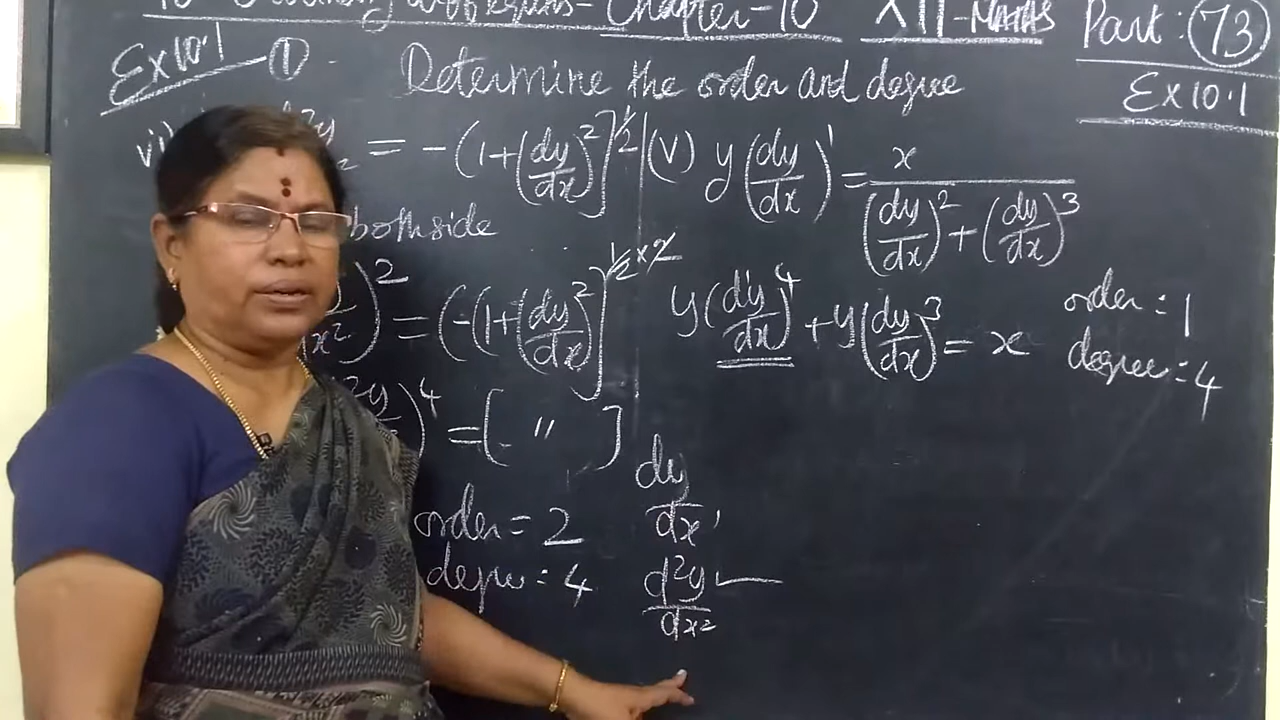 Chapter-10 XII-MATHS Part: 73
Ex 10.1 ① Determine the order and degree Ex 10.1
vi) = -(1+(dy/dx)²]^½ (v) y(dy/dx)¹ = x/((dy/dx)²+(dy/dx)³)
both side
)² = (-(1+(dy/dx)²]^½×2 y(dy/dx)⁴ + y(dy/dx)³ = x order = 1
degree = 4
)⁴ = [- " ]
dy/dx
order = 2
degree = 4 d²y/dx²